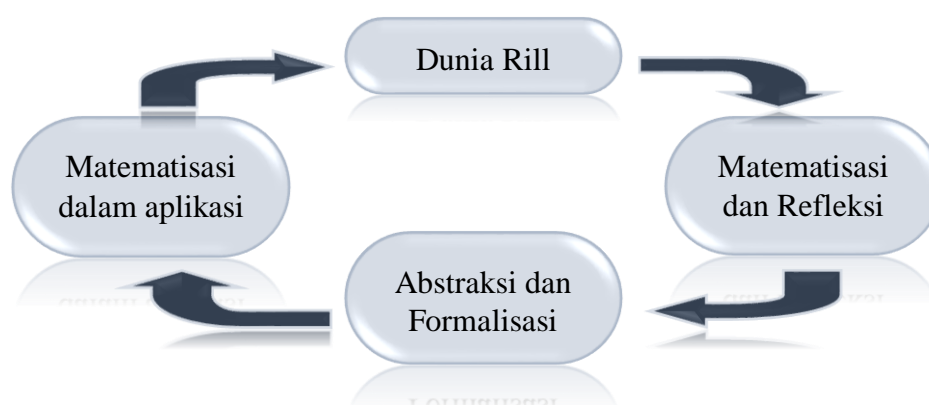 Dunia Rill
Matematisasi
dan Refleksi
Abstraksi dan
Formalisasi
Matematisasi
dalam aplikasi